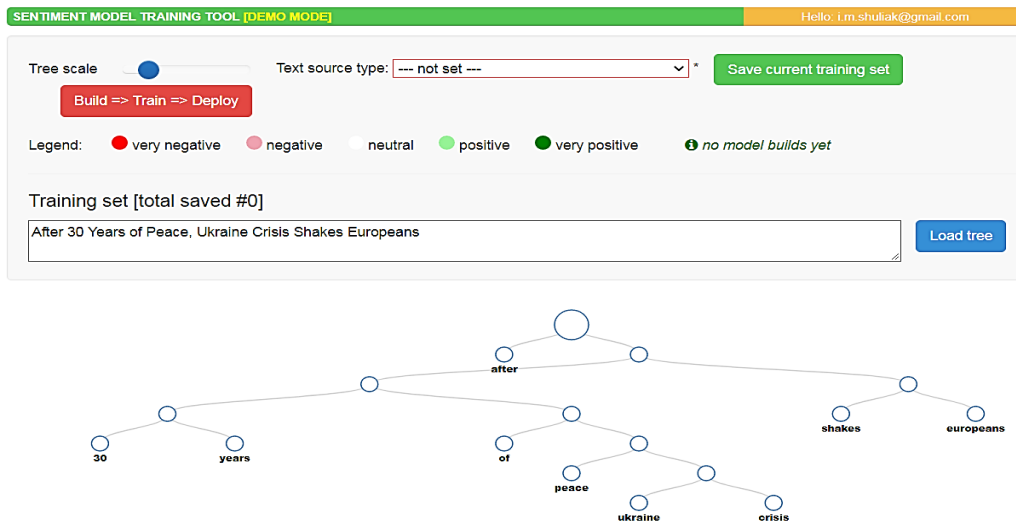 SENTIMENT MODEL TRAINING TOOL [DEMO MODE] Hello: i.m.shuliak@gmail.com
Tree scale Text source type: --- not set --- * Save current training set
Build => Train => Deploy
Legend: very negative negative neutral positive very positive no model builds yet
Training set [total saved #0]
After 30 Years of Peace, Ukraine Crisis Shakes Europeans
Load tree
after
shakes europeans
30 years of
peace
ukraine crisis